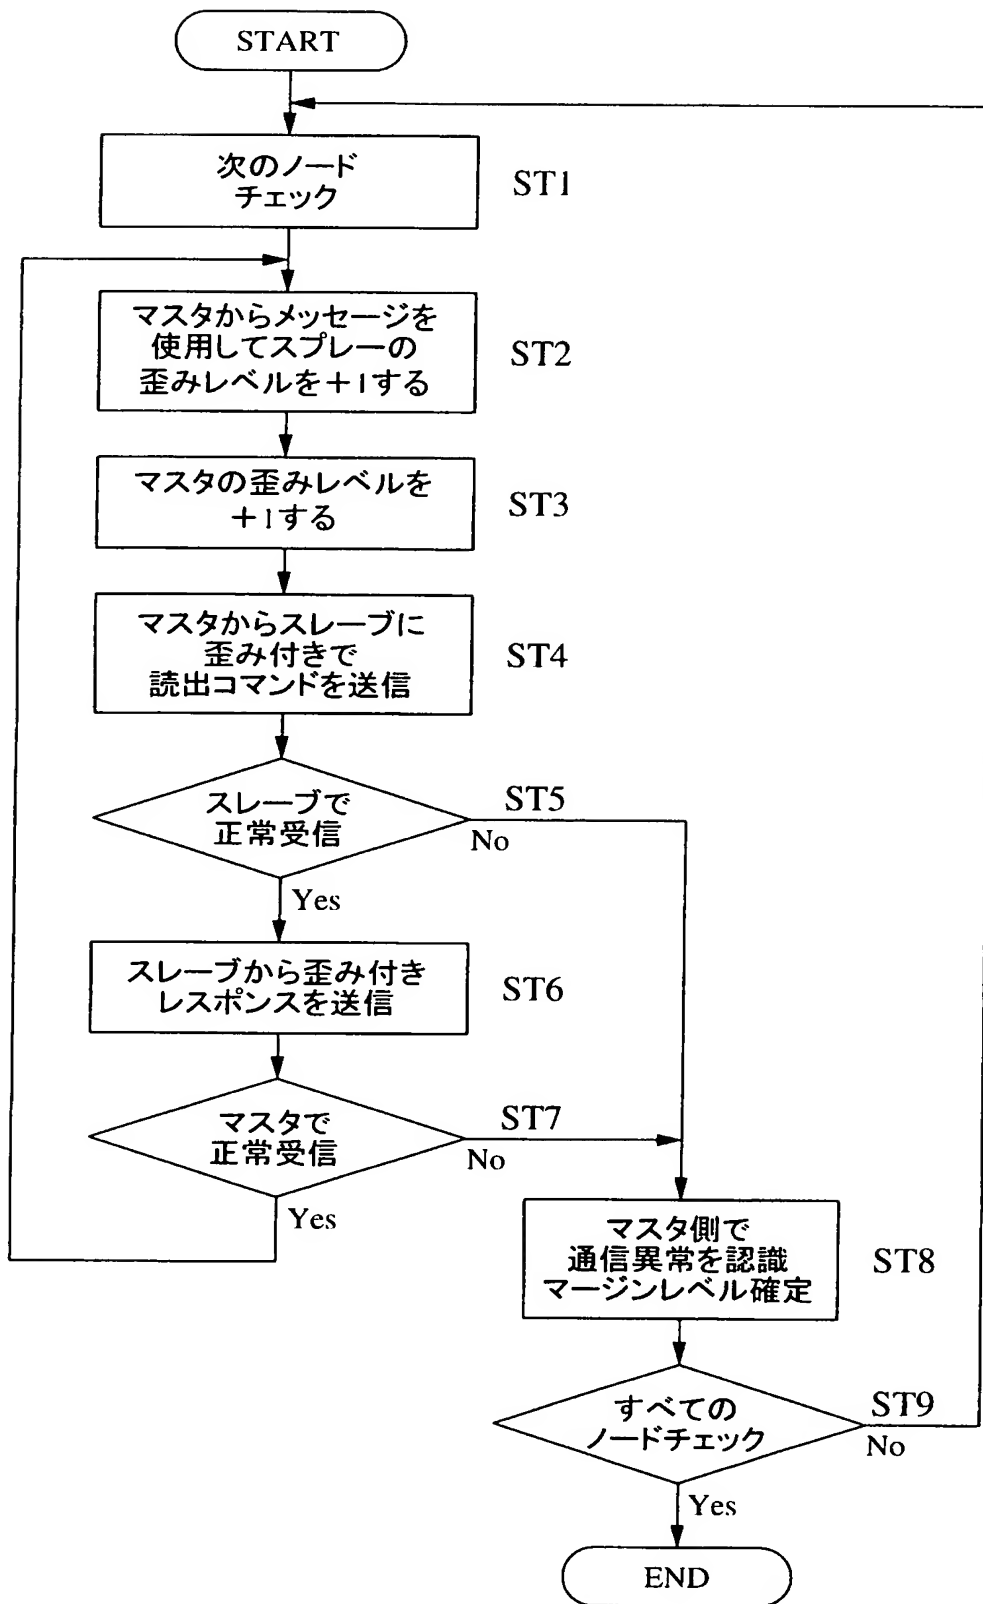 START
次のノード
チェック
ST1
マスタからメッセージを
使用してスプレーの
歪みレベルを+1する
ST2
マスタの歪みレベルを
+1する
ST3
マスタからスレーブに
歪み付きで
読出コマンドを送信
ST4
スレーブで
正常受信
ST5
No
Yes
スレーブから歪み付き
レスポンスを送信
ST6
マスタで
正常受信
ST7
No
Yes
マスタ側で
通信異常を認識
マージンレベル確定
ST8
すべての
ノードチェック
ST9
No
Yes
END